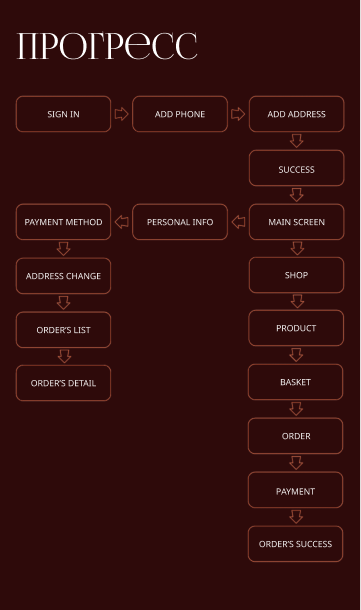 ПРОГРЕСС
SIGN IN
ADD PHONE
ADD ADDRESS
SUCCESS
PAYMENT METHOD
PERSONAL INFO
MAIN SCREEN
ADDRESS CHANGE
SHOP
ORDER'S LIST
PRODUCT
ORDER'S DETAIL
BASKET
ORDER
PAYMENT
ORDER'S SUCCESS